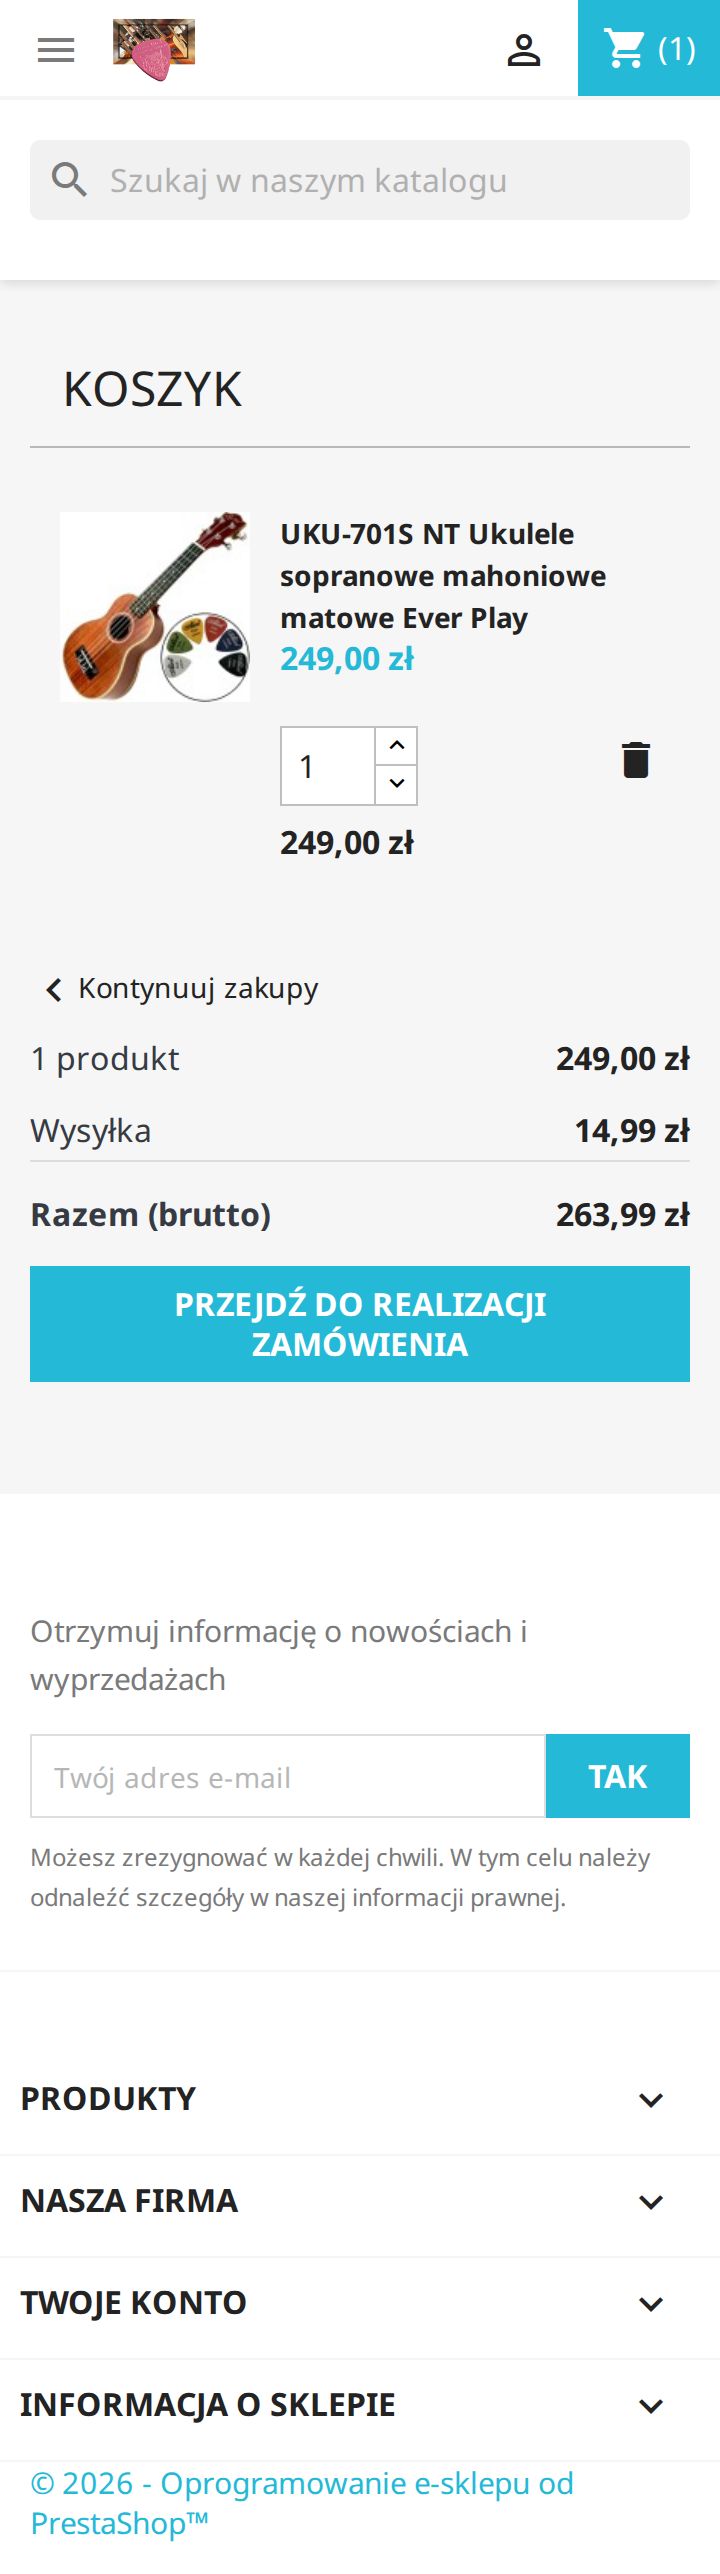 (1)
Szukaj w naszym katalogu
KOSZYK
UKU-701S NT Ukulele
sopranowe mahoniowe
matowe Ever Play
249,00 zł
1
249,00 zł
Kontynuuj zakupy
1 produkt 249,00 zł
Wysyłka 14,99 zł
Razem (brutto) 263,99 zł
PRZEJDŹ DO REALIZACJI
ZAMÓWIENIA
Otrzymuj informację o nowościach i
wyprzedażach
Twój adres e-mail TAK
Możesz zrezygnować w każdej chwili. W tym celu należy
odnaleźć szczegóły w naszej informacji prawnej.
PRODUKTY
NASZA FIRMA
TWOJE KONTO
INFORMACJA O SKLEPIE
© 2026 - Oprogramowanie e-sklepu od
PrestaShop™